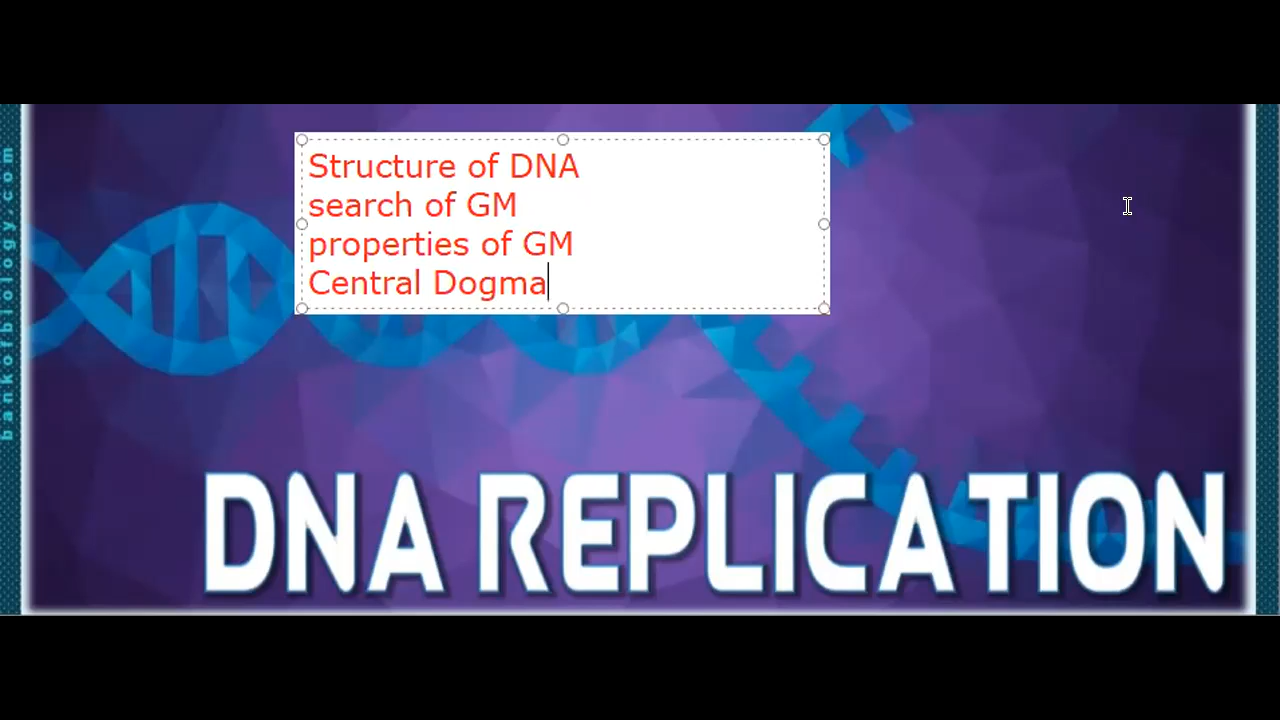 Structure of DNA
search of GM
properties of GM
Central Dogma
DNA REPLICATION
bankofbiology.com